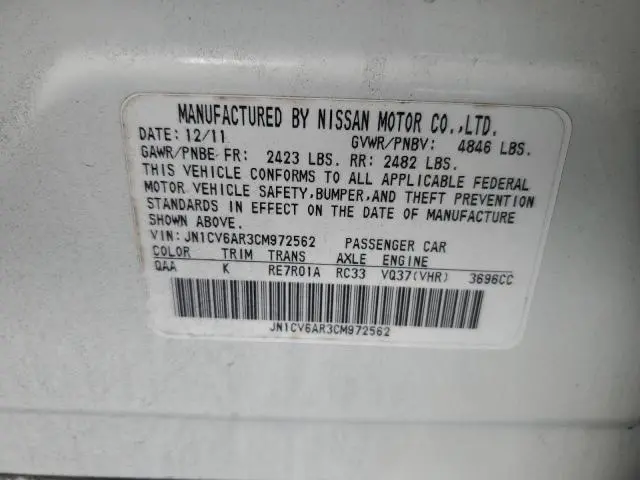 MANUFACTURED BY NISSAN MOTOR CO.,LTD.
DATE: 12/11 GVWR/PNBV: 4846 LBS.
GAWR/PNBE FR: 2423 LBS. RR: 2482 LBS.
THIS VEHICLE CONFORMS TO ALL APPLICABLE FEDERAL
MOTOR VEHICLE SAFETY,BUMPER,AND THEFT PREVENTION
STANDARDS IN EFFECT ON THE DATE OF MANUFACTURE
SHOWN ABOVE.
VIN: JN1CV6AR3CM972562 PASSENGER CAR
COLOR TRIM TRANS AXLE ENGINE
QAA K RE7R01A RC33 VQ37(VHR) 3696CC
JN1CV6AR3CM972562